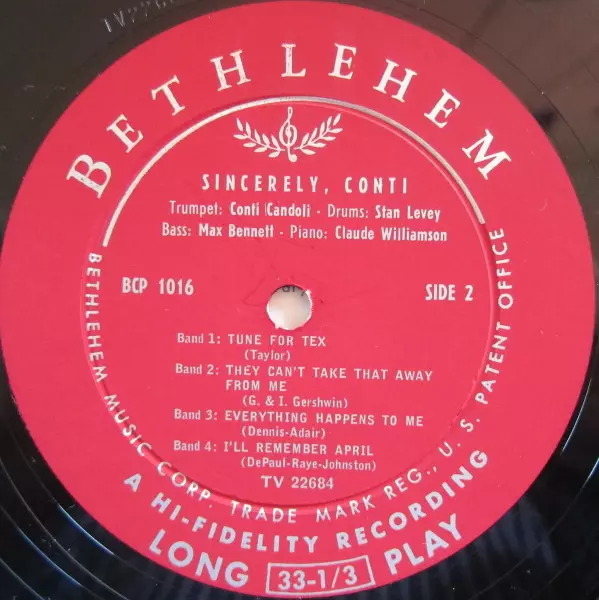 BETHLEHEM
SINCERELY, CONTI
Trumpet: Conti Candoli - Drums: Stan Levey
Bass: Max Bennett - Piano: Claude Williamson
BCP 1016
SIDE 2
Band 1: TUNE FOR TEX
(Taylor)
Band 2: THEY CAN'T TAKE THAT AWAY
FROM ME
(G. & I. Gershwin)
Band 3: EVERYTHING HAPPENS TO ME
(Dennis-Adair)
Band 4: I'LL REMEMBER APRIL
(DePaul-Raye-Johnston)
TV 22684
BETHLEHEM MUSIC CORP. TRADE MARK REG., U. S. PATENT OFFICE
A HI-FIDELITY RECORDING
LONG 33-1/3 PLAY